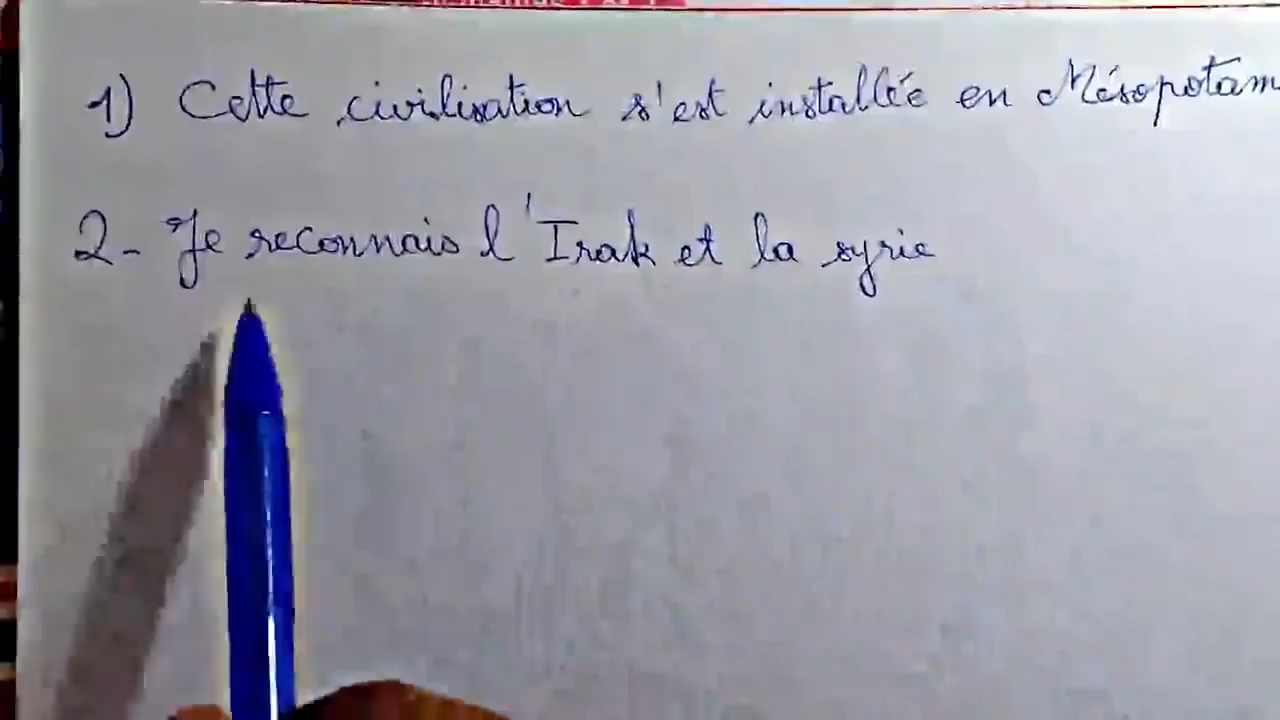 1) Cette civilisation s'est installée en Mésopotam
2- Je reconnais l'Irak et la syrie